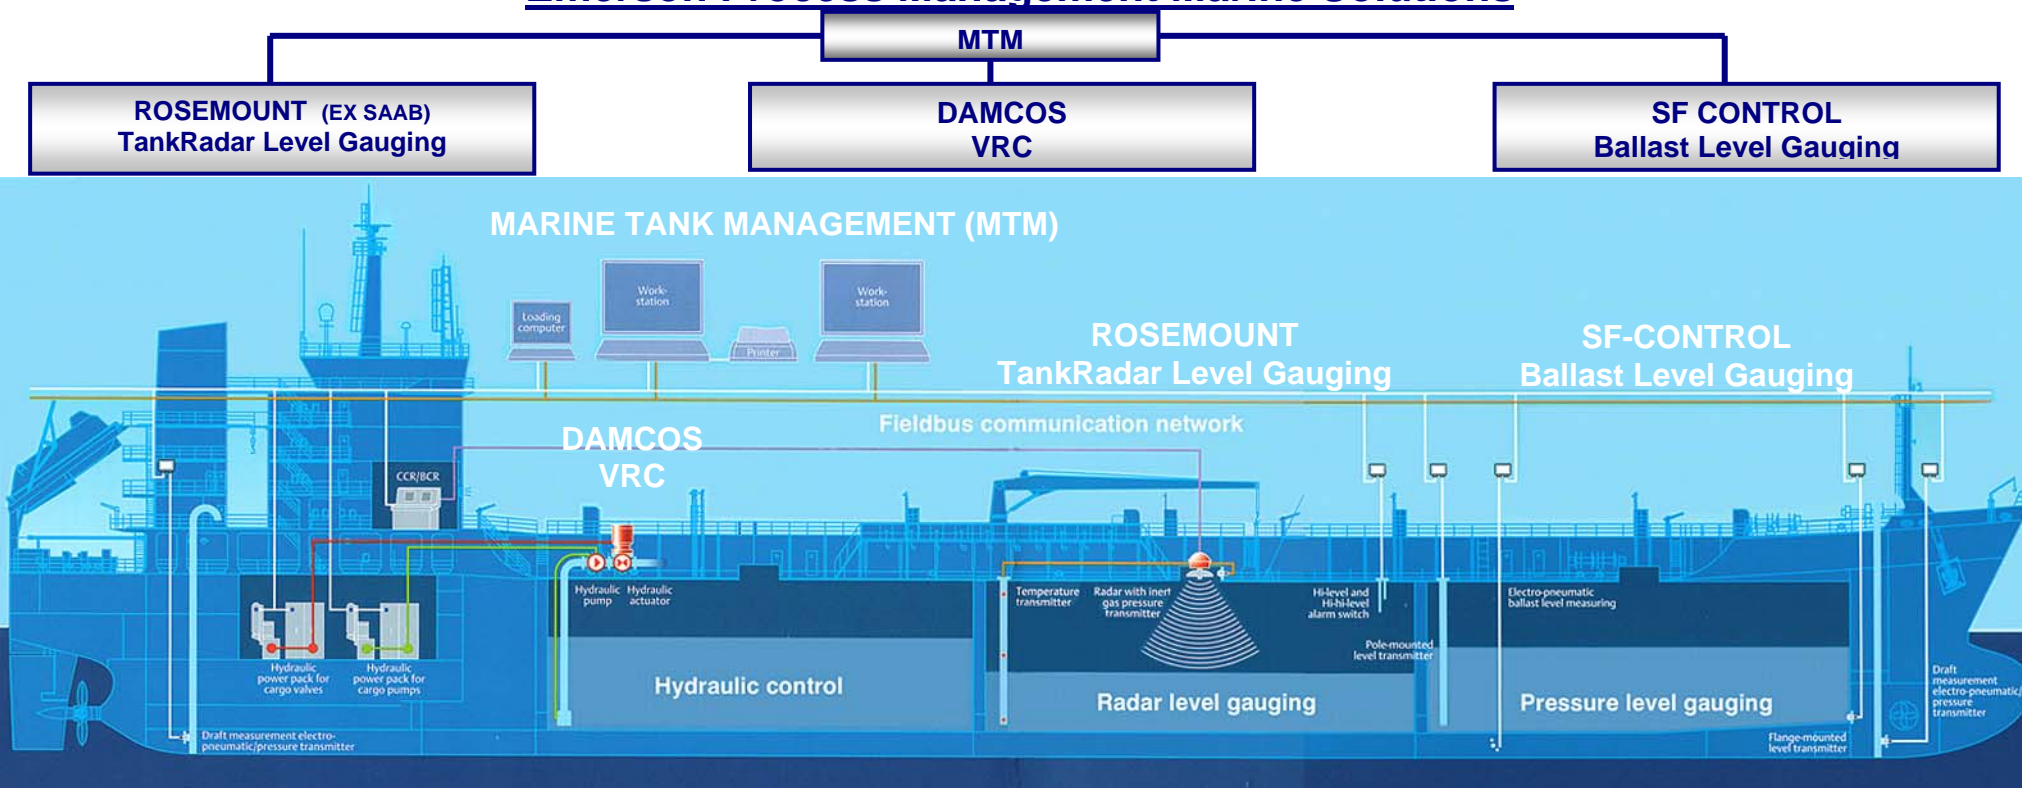 Emerson Process Management Marine Solutions
MTM
ROSEMOUNT (EX SAAB)
TankRadar Level Gauging
DAMCOS
VRC
SF CONTROL
Ballast Level Gauging
MARINE TANK MANAGEMENT (MTM)
Loading
computer
Work-
station
Printer
Work-
station
ROSEMOUNT
TankRadar Level Gauging
SF-CONTROL
Ballast Level Gauging
Fieldbus communication network
DAMCOS
VRC
CCR/BCR
Hydraulic
pump
Hydraulic
actuator
Temperature
transmitter
Radar with inert
gas pressure
transmitter
Hi-level and
Hi-hi-level
alarm switch
Electro-pneumatic
ballast level measuring
Pole-mounted
level transmitter
Hydraulic
power pack for
cargo valves
Hydraulic
power pack for
cargo pumps
Hydraulic control
Radar level gauging
Pressure level gauging
Draft
measurement
electro-pneumatic/
pressure
transmitter
Draft measurement electro-
pneumatic/pressure transmitter
Flange-mounted
level transmitter